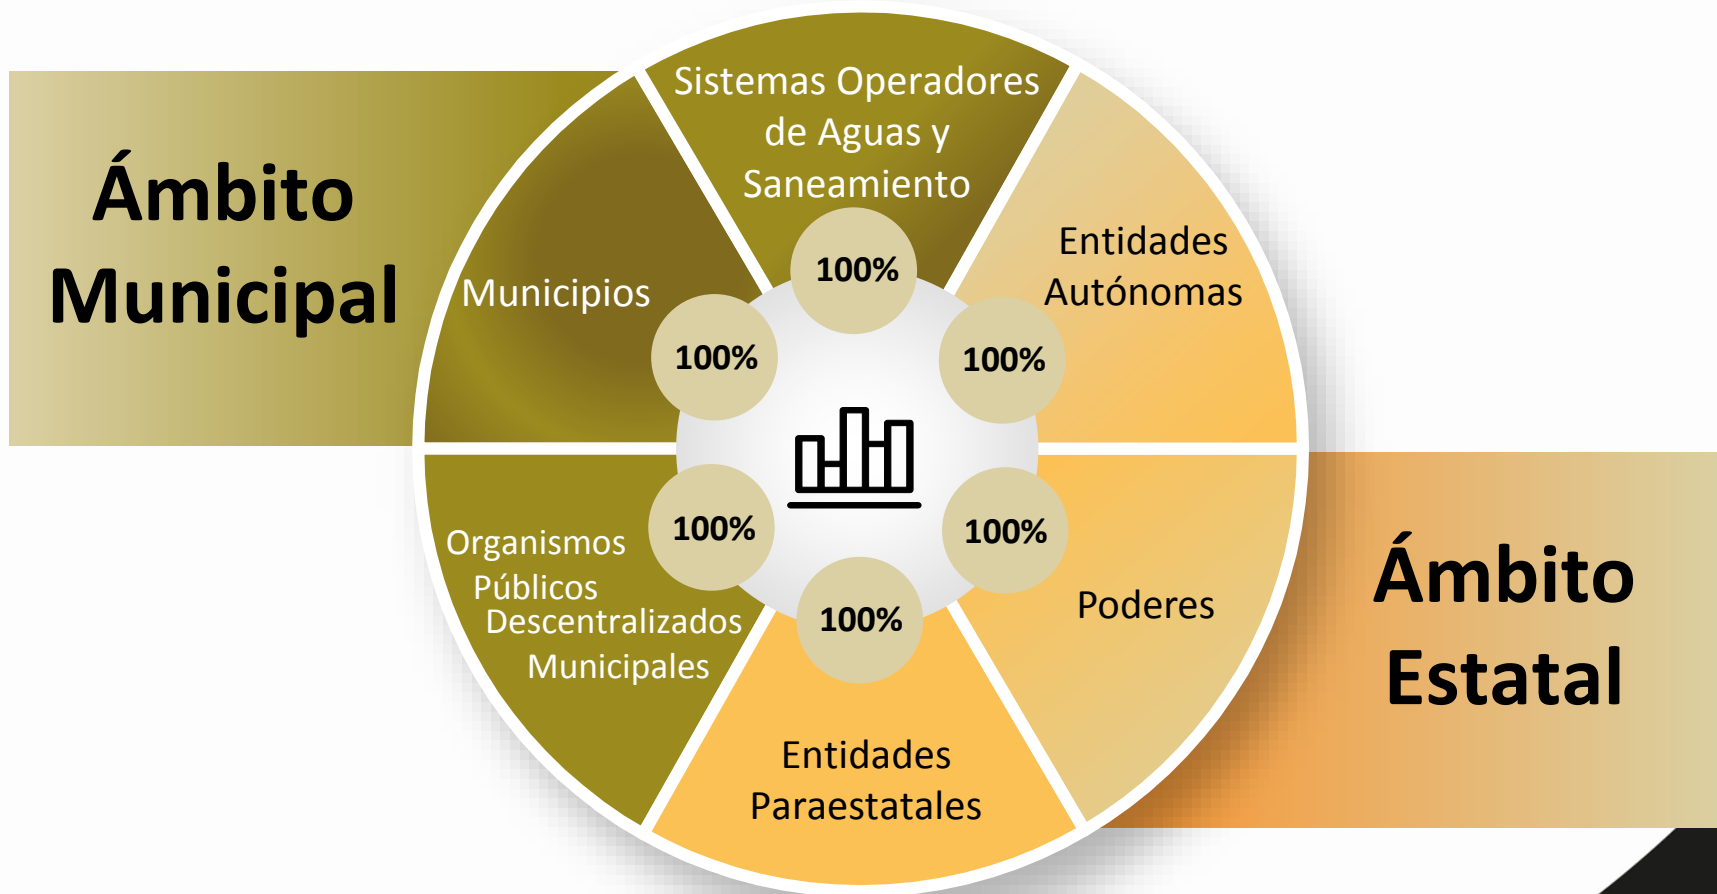 Ámbito
Municipal
Sistemas Operadores
de Aguas y
Saneamiento
100%
Municipios
100%
Entidades
Autónomas
100%
Organismos
Públicos
Descentralizados
Municipales
100%
Entidades
Paraestatales
100%
Poderes
100%
Ámbito
Estatal